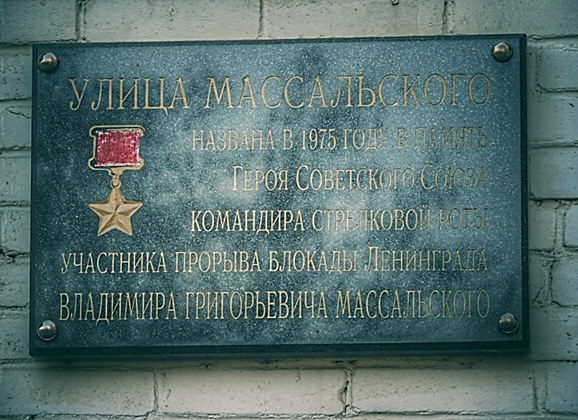 УЛИЦА МАССАЛЬСКОГО
НАЗВАНА В 1975 ГОДУ В ПАМЯТЬ
ГЕРОЯ СОВЕТСКОГО СОЮЗА
КОМАНДИРА СТРЕЛКОВОЙ РОТЫ
УЧАСТНИКА ПРОРЫВА БЛОКАДЫ ЛЕНИНГРАДА
ВЛАДИМИРА ГРИГОРЬЕВИЧА МАССАЛЬСКОГО